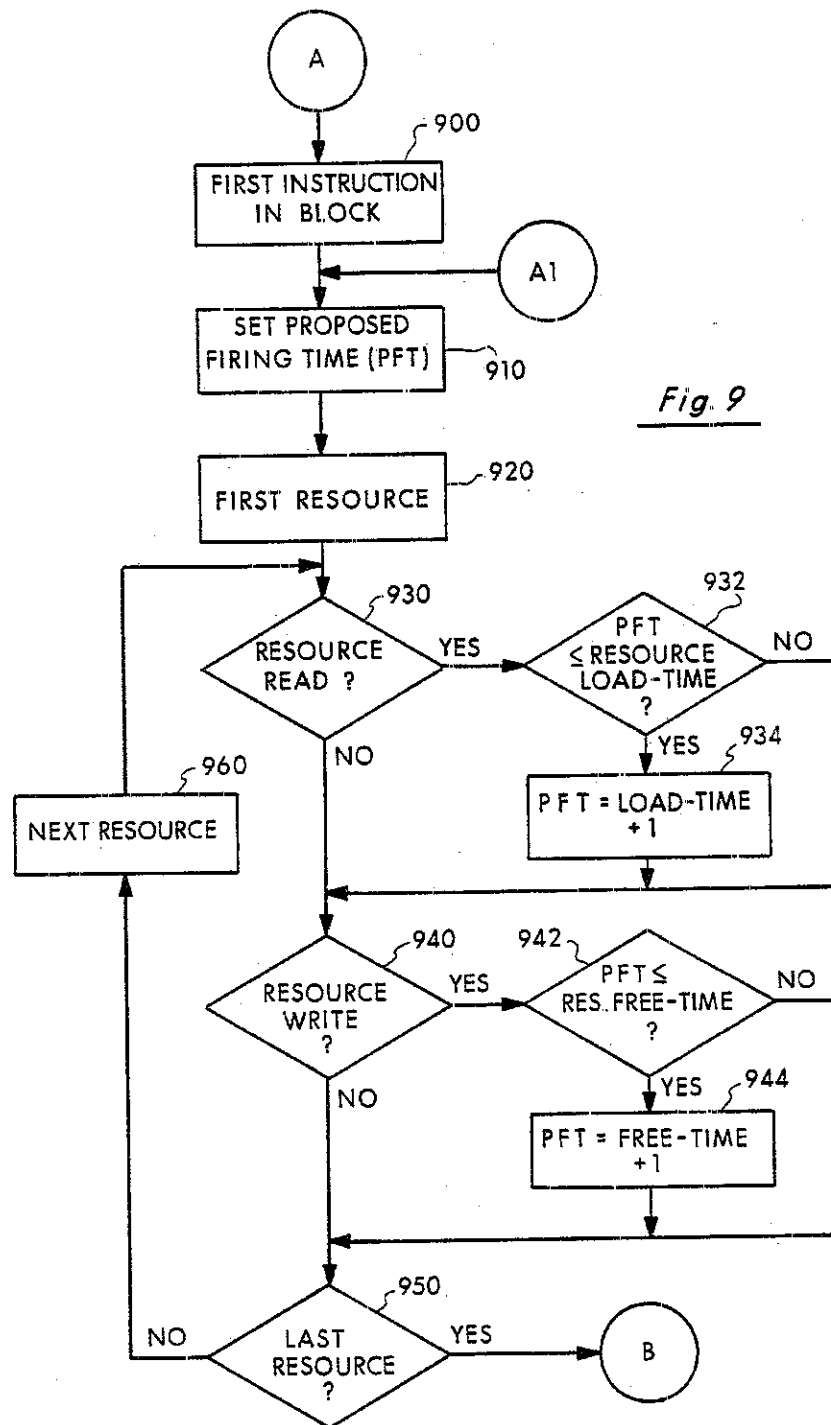 A
900
FIRST INSTRUCTION
IN BLOCK
A1
SET PROPOSED
FIRING TIME (PFT)
910
Fig. 9
920
FIRST RESOURCE
930
RESOURCE
READ ?
YES
NO
932
PFT
≤ RESOURCE
LOAD-TIME
?
NO
YES
934
PFT = LOAD-TIME
+1
960
NEXT RESOURCE
940
RESOURCE
WRITE
?
YES
NO
942
PFT ≤
RES. FREE-TIME
?
NO
YES
944
PFT = FREE-TIME
+1
950
NO
LAST
RESOURCE
?
YES
B